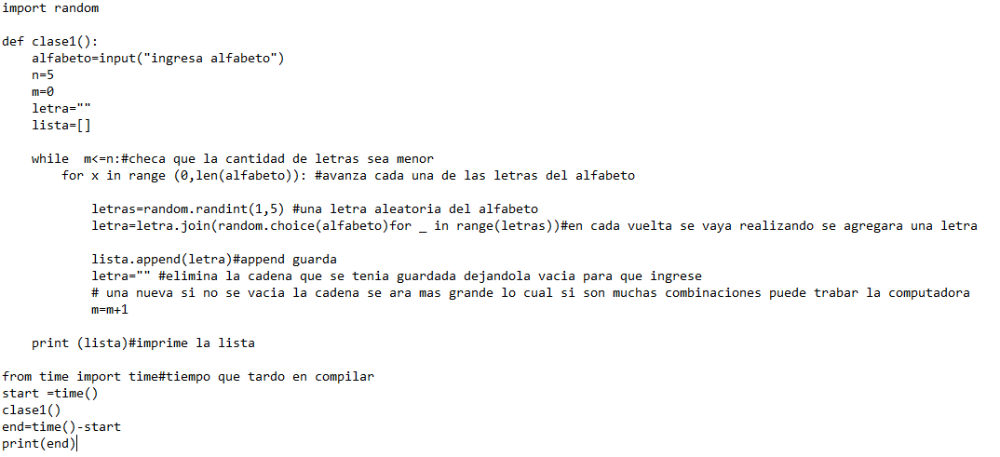 import random
def clase1():
    alfabeto=input("ingresa alfabeto")
    n=5
    m=0
    letra=""
    lista=[]
    while  m<=n:#checa que la cantidad de letras sea menor
        for x in range (0,len(alfabeto)): #avanza cada una de las letras del alfabeto
            letras=random.randint(1,5) #una letra aleatoria del alfabeto
            letra=letra.join(random.choice(alfabeto)for _ in range(letras))#en cada vuelta se vaya realizando se agregara una letra
            lista.append(letra)#append guarda
            letra="" #elimina la cadena que se tenia guardada dejandola vacia para que ingrese
            # una nueva si no se vacia la cadena se ara mas grande lo cual si son muchas combinaciones puede trabar la computadora
            m=m+1
    print (lista)#imprime la lista
from time import time#tiempo que tardo en compilar
start =time()
clase1()
end=time()-start
print(end)